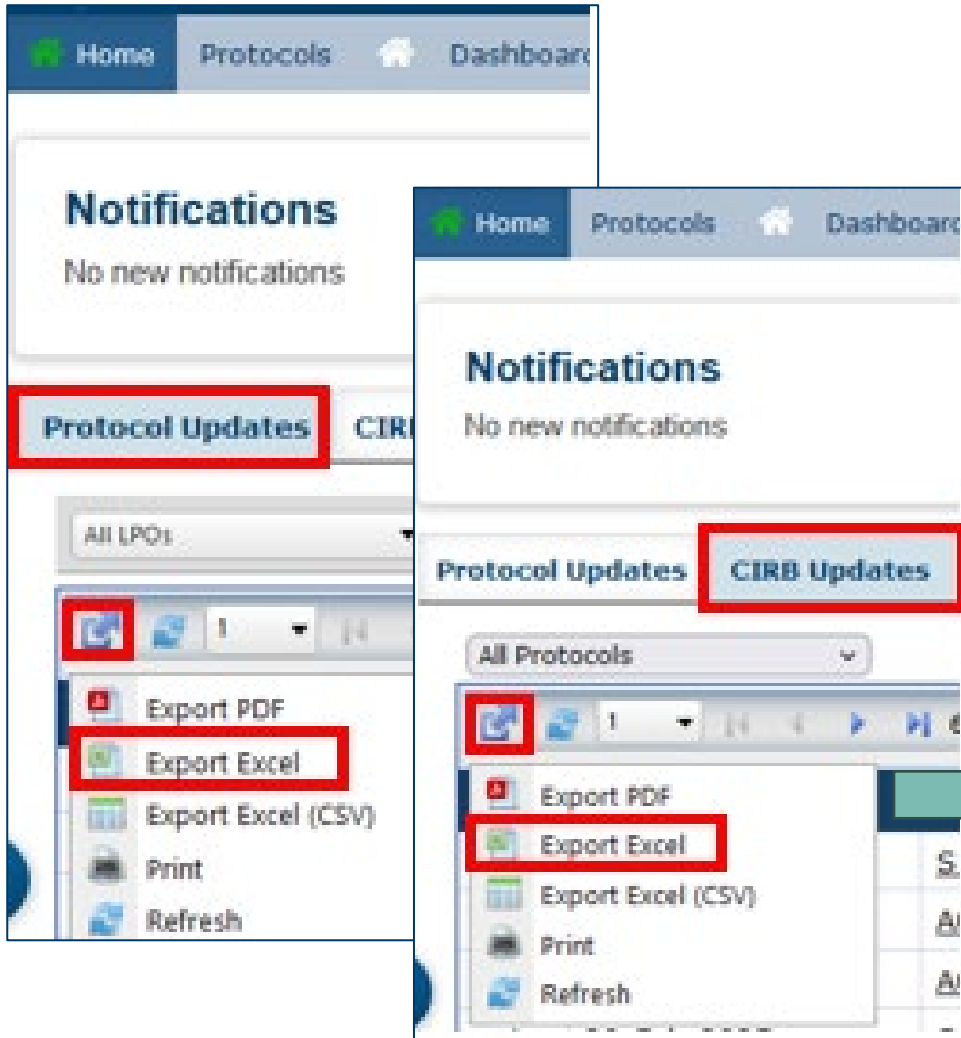 Home Protocols
Notifications
No new notifications
Protocol Updates
All LPOs
1
Export PDF
Export Excel
Export Excel (CSV)
Print
Refresh
Home Protocols
Notifications
No new notifications
Protocol Updates CIRB Updates
All Protocols
1
Export PDF
Export Excel
Export Excel (CSV)
Print
Refresh